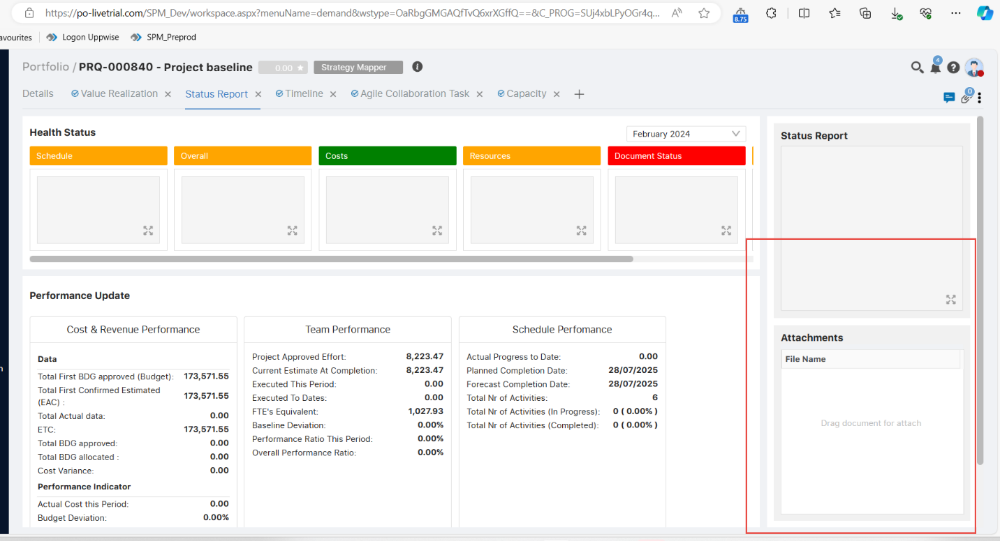 https://po-livetrial.com/SPM_Dev/workspace.aspx?menuName=demand&wstype=OaRbgGMGAQfTvQ6xrXGffQ==&C_PROG=SUj4xbLPyOGr4q...
8.75
avourites
Logon Uppwise
SPM_Preprod
Portfolio / PRQ-000840 - Project baseline
0.00
Strategy Mapper
4
Details
Value Realization
Status Report
Timeline
Agile Collaboration Task
Capacity
0
Health Status
February 2024
Schedule
Overall
Costs
Resources
Document Status
Performance Update
Cost & Revenue Performance
Data
Total First BDG approved (Budget): 173,571.55
Total First Confirmed Estimated
(EAC) : 173,571.55
Total Actual data: 0.00
ETC: 173,571.55
Total BDG approved: 0.00
Total BDG allocated : 0.00
Cost Variance: 0.00
Performance Indicator
Actual Cost this Period: 0.00
Budget Deviation: 0.00%
Team Performance
Project Approved Effort: 8,223.47
Current Estimate At Completion: 8,223.47
Executed This Period: 0.00
Executed To Dates: 0.00
FTE's Equivalent: 1,027.93
Baseline Deviation: 0.00%
Performance Ratio This Period: 0.00%
Overall Performance Ratio: 0.00%
Schedule Perfomance
Actual Progress to Date: 0.00
Planned Completion Date: 28/07/2025
Forecast Completion Date: 28/07/2025
Total Nr of Activities: 6
Total Nr of Activities (In Progress): 0 ( 0.00% )
Total Nr of Activities (Completed): 0 ( 0.00% )
Status Report
Attachments
File Name
Drag document for attach